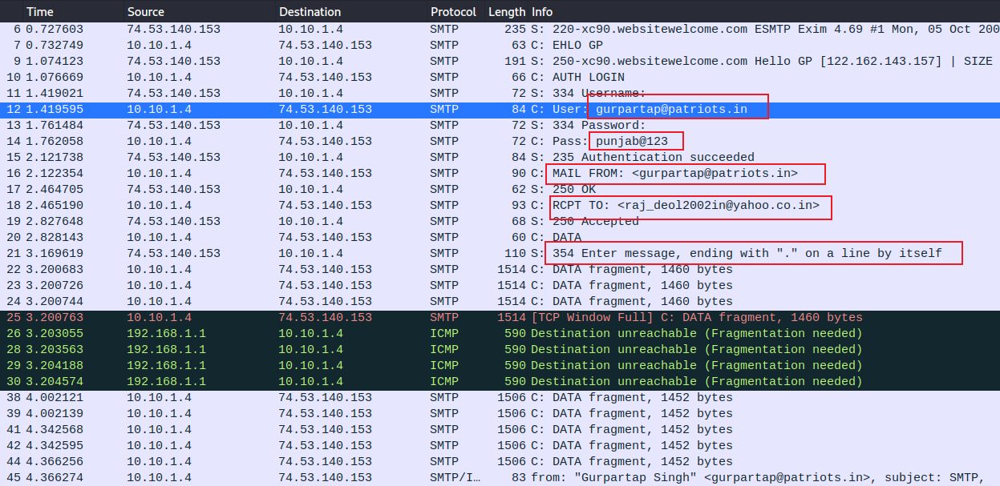 Time Source Destination Protocol Length Info
6 0.727603 74.53.140.153 10.10.1.4 SMTP 235 S: 220-xc90.websitewelcome.com ESMTP Exim 4.69 #1 Mon, 05 Oct 200
7 0.732749 10.10.1.4 74.53.140.153 SMTP 63 C: EHLO GP
9 1.074123 74.53.140.153 10.10.1.4 SMTP 191 S: 250-xc90.websitewelcome.com Hello GP [122.162.143.157] | SIZE
10 1.076669 10.10.1.4 74.53.140.153 SMTP 66 C: AUTH LOGIN
11 1.419021 74.53.140.153 10.10.1.4 SMTP 72 S: 334 Username:
12 1.419595 10.10.1.4 74.53.140.153 SMTP 84 C: User: gurpartap@patriots.in
13 1.761484 74.53.140.153 10.10.1.4 SMTP 72 S: 334 Password:
14 1.762058 10.10.1.4 74.53.140.153 SMTP 72 C: Pass: punjab@123
15 2.121738 74.53.140.153 10.10.1.4 SMTP 84 S: 235 Authentication succeeded
16 2.122354 10.10.1.4 74.53.140.153 SMTP 90 C: MAIL FROM: <gurpartap@patriots.in>
17 2.464705 74.53.140.153 10.10.1.4 SMTP 62 S: 250 OK
18 2.465190 10.10.1.4 74.53.140.153 SMTP 93 C: RCPT TO: <raj_deol2002in@yahoo.co.in>
19 2.827648 74.53.140.153 10.10.1.4 SMTP 68 S: 250 Accepted
20 2.828143 10.10.1.4 74.53.140.153 SMTP 60 C: DATA
21 3.169619 74.53.140.153 10.10.1.4 SMTP 110 S: 354 Enter message, ending with "." on a line by itself
22 3.200683 10.10.1.4 74.53.140.153 SMTP 1514 C: DATA fragment, 1460 bytes
23 3.200726 10.10.1.4 74.53.140.153 SMTP 1514 C: DATA fragment, 1460 bytes
24 3.200744 10.10.1.4 74.53.140.153 SMTP 1514 C: DATA fragment, 1460 bytes
25 3.200763 10.10.1.4 74.53.140.153 SMTP 1514 [TCP Window Full] C: DATA fragment, 1460 bytes
26 3.203055 192.168.1.1 10.10.1.4 ICMP 590 Destination unreachable (Fragmentation needed)
28 3.203563 192.168.1.1 10.10.1.4 ICMP 590 Destination unreachable (Fragmentation needed)
29 3.204188 192.168.1.1 10.10.1.4 ICMP 590 Destination unreachable (Fragmentation needed)
30 3.204574 192.168.1.1 10.10.1.4 ICMP 590 Destination unreachable (Fragmentation needed)
38 4.002121 10.10.1.4 74.53.140.153 SMTP 1506 C: DATA fragment, 1452 bytes
39 4.002139 10.10.1.4 74.53.140.153 SMTP 1506 C: DATA fragment, 1452 bytes
41 4.342568 10.10.1.4 74.53.140.153 SMTP 1506 C: DATA fragment, 1452 bytes
42 4.342595 10.10.1.4 74.53.140.153 SMTP 1506 C: DATA fragment, 1452 bytes
44 4.366256 10.10.1.4 74.53.140.153 SMTP 1506 C: DATA fragment, 1452 bytes
45 4.366274 10.10.1.4 74.53.140.153 SMTP/I… 83 from: "Gurpartap Singh" <gurpartap@patriots.in>, subject: SMTP,